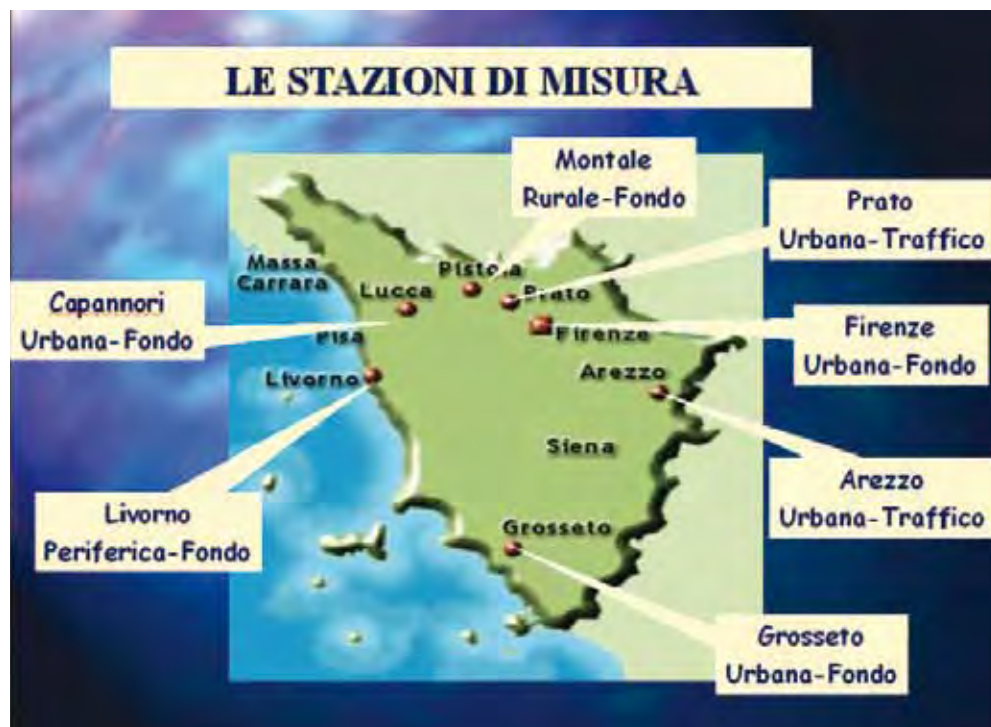 LE STAZIONI DI MISURA
Montale
Rurale-Fondo
Prato
Urbana-Traffico
Massa
Carrara
Pistoia
Lucca
Prato
Capannori
Urbana-Fondo
Pisa
Firenze
Firenze
Urbana-Fondo
Livorno
Arezzo
Siena
Arezzo
Urbana-Traffico
Livorno
Periferica-Fondo
Grosseto
Grosseto
Urbana-Fondo